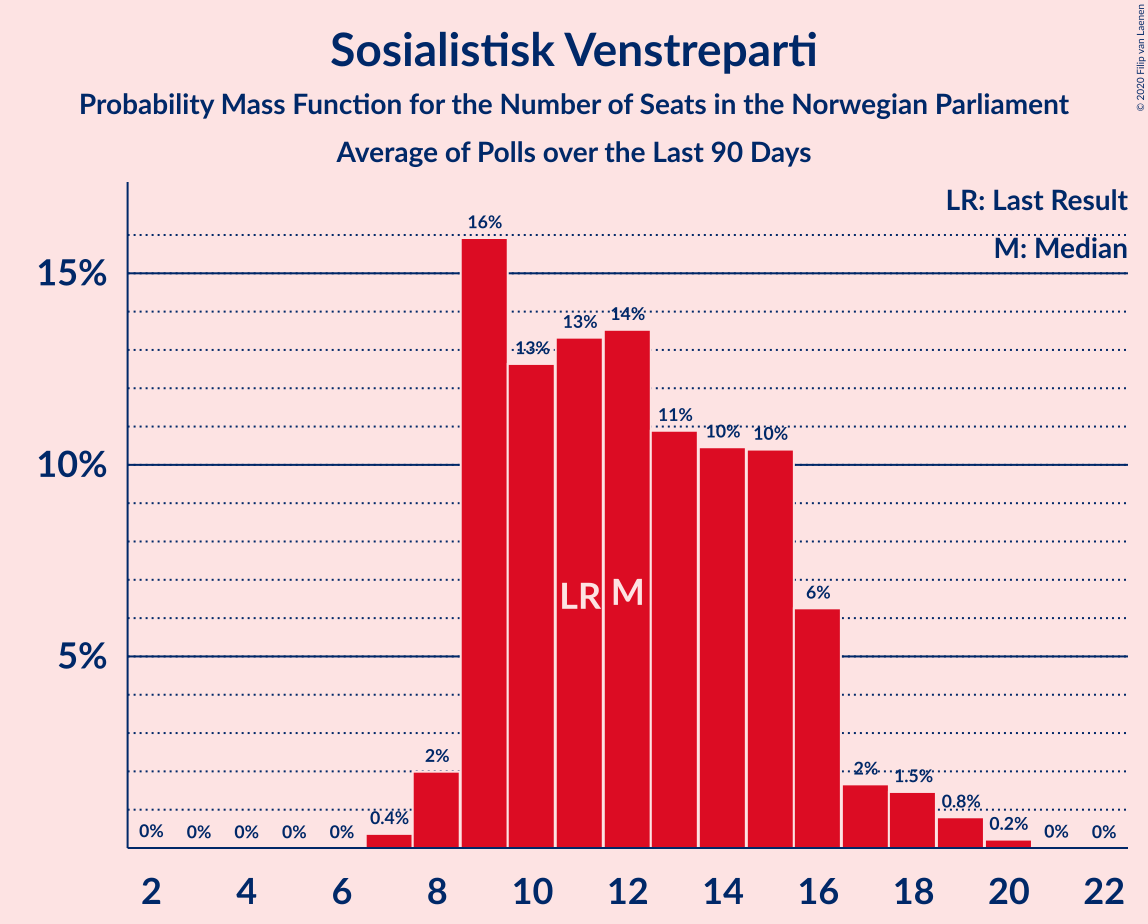 Sosialistisk Venstreparti
Probability Mass Function for the Number of Seats in the Norwegian Parliament
Average of Polls over the Last 90 Days
© 2020 Filip van Laenen
LR: Last Result
M: Median
15%
10%
5%
0% 0% 0% 0% 0% 0.4% 2% 16% 13% 13% 14% 11% 10% 10% 6% 2% 1.5% 0.8% 0.2% 0% 0%
LR M
2 4 6 8 10 12 14 16 18 20 22